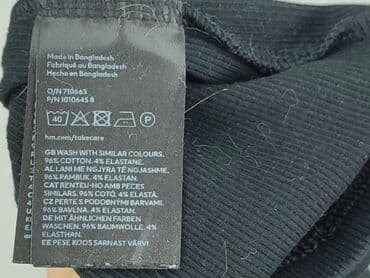 Made in Bangladesh
Fabriqué au Bangladesh
Hecho en Bangladesh
O/N 710663
P/N 1010645 8
40
P
hm.com/takecare
GB WASH WITH SIMILAR COLOURS.
96% COTTON. 4% ELASTANE.
AL LANI ME NGJYRA TË NGJASHME.
96% PAMBUK. 4% ELASTAN.
CAT RENTEU-HO AMB PECES
SIMILARS. 96% COTÓ. 4% ELASTÀ
CZ PERTE S PODOBNÝMI BARVAMI.
96% BAVLNA. 4% ELASTAN.
DE MIT ÄHNLICHEN FARBEN
WASCHEN. 96% BAUMWOLLE. 4%
ELASTHAN.
EE PESE KOOS SARNAST VÄRVI